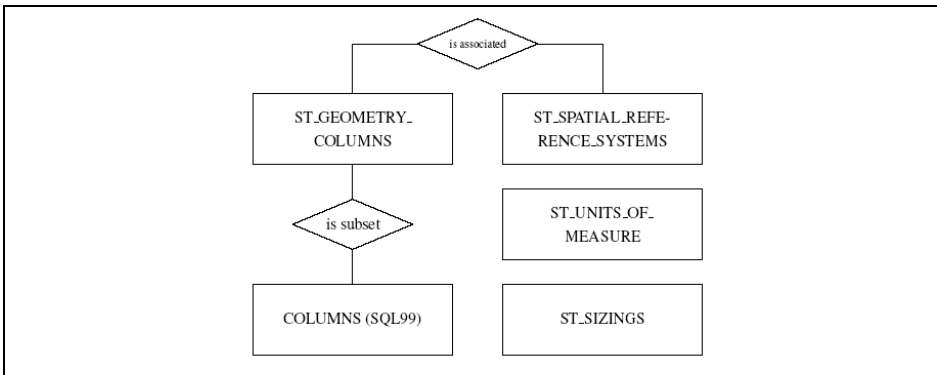 is associated
ST_GEOMETRY_
COLUMNS
ST_SPATIAL_REFE-
RENCE_SYSTEMS
is subset
ST_UNITS_OF_
MEASURE
COLUMNS (SQL99)
ST_SIZINGS